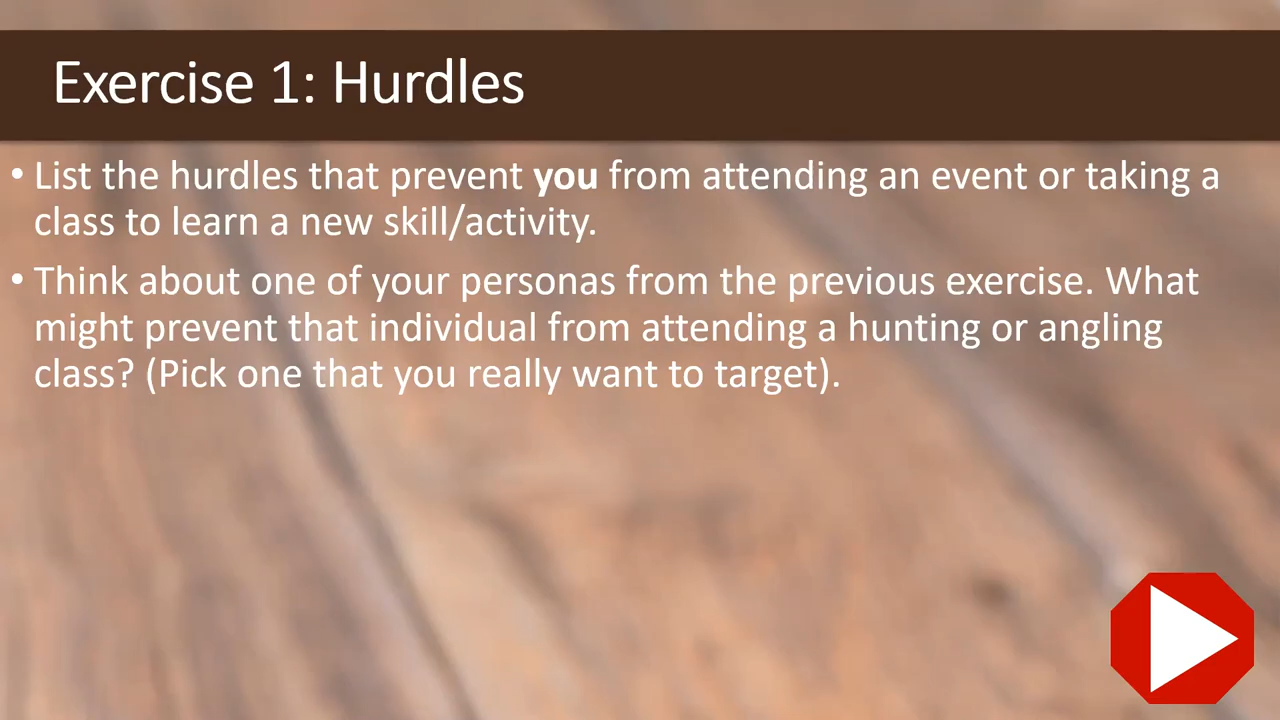 Exercise 1: Hurdles
• List the hurdles that prevent you from attending an event or taking a
class to learn a new skill/activity.
• Think about one of your personas from the previous exercise. What
might prevent that individual from attending a hunting or angling
class? (Pick one that you really want to target).